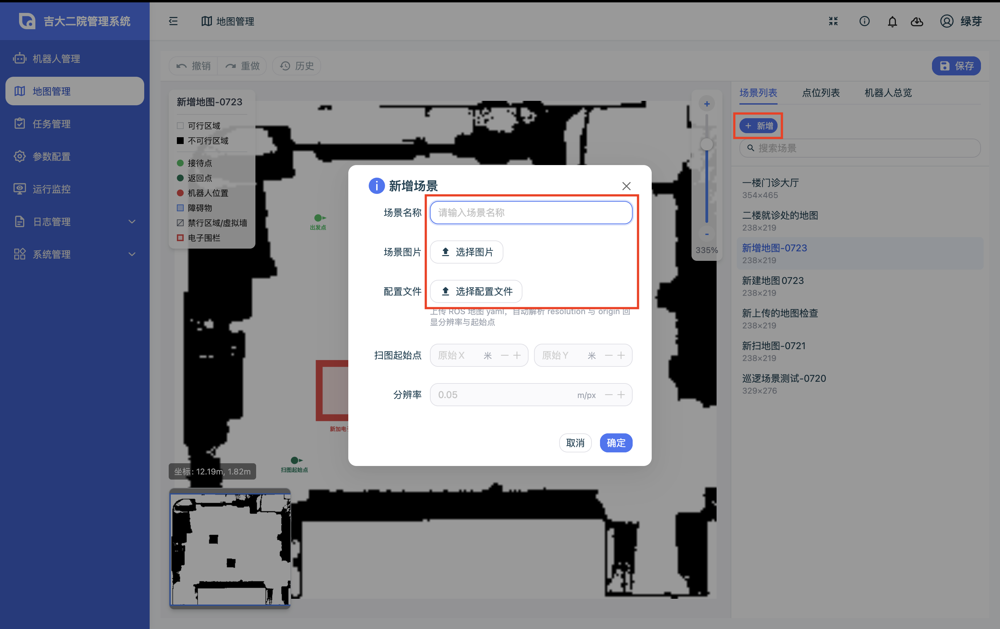 吉大二院管理系统
机器人管理
地图管理
任务管理
参数配置
运行监控
日志管理
系统管理
地图管理
绿芽
撤销
重做
历史
保存
新增地图-0723
可行区域
不可行区域
接待点
返回点
机器人位置
障碍物
禁行区域/虚拟墙
电子围栏
出发点
新加电子
扫图起始点
坐标: 12.19m, 1.82m
+
-
335%
新增场景
场景名称
请输入场景名称
场景图片
选择图片
配置文件
选择配置文件
上传 ROS 地图 yaml，自动解析 resolution 与 origin 回
显分辨率与起始点
扫图起始点
原始X 米
原始Y 米
分辨率
0.05 m/px
取消
确定
场景列表
点位列表
机器人总览
+ 新增
搜索场景
一楼门诊大厅
354×465
二楼就诊处的地图
238×219
新增地图-0723
238×219
新建地图0723
238×219
新上传的地图检查
238×219
新扫地图-0721
238×219
巡逻场景测试-0720
329×276